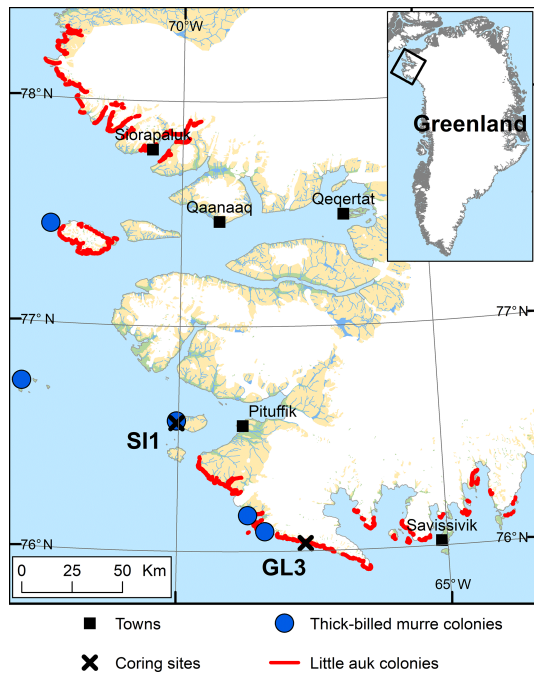 70°W
78°N
Greenland
Siorapaluk
Qeqertat
Qaanaaq
77°N
77°N
Pituffik
SI1
Savissivik
76°N
76°N
GL3
0 25 50 Km
65°W
Towns
Thick-billed murre colonies
Coring sites
Little auk colonies